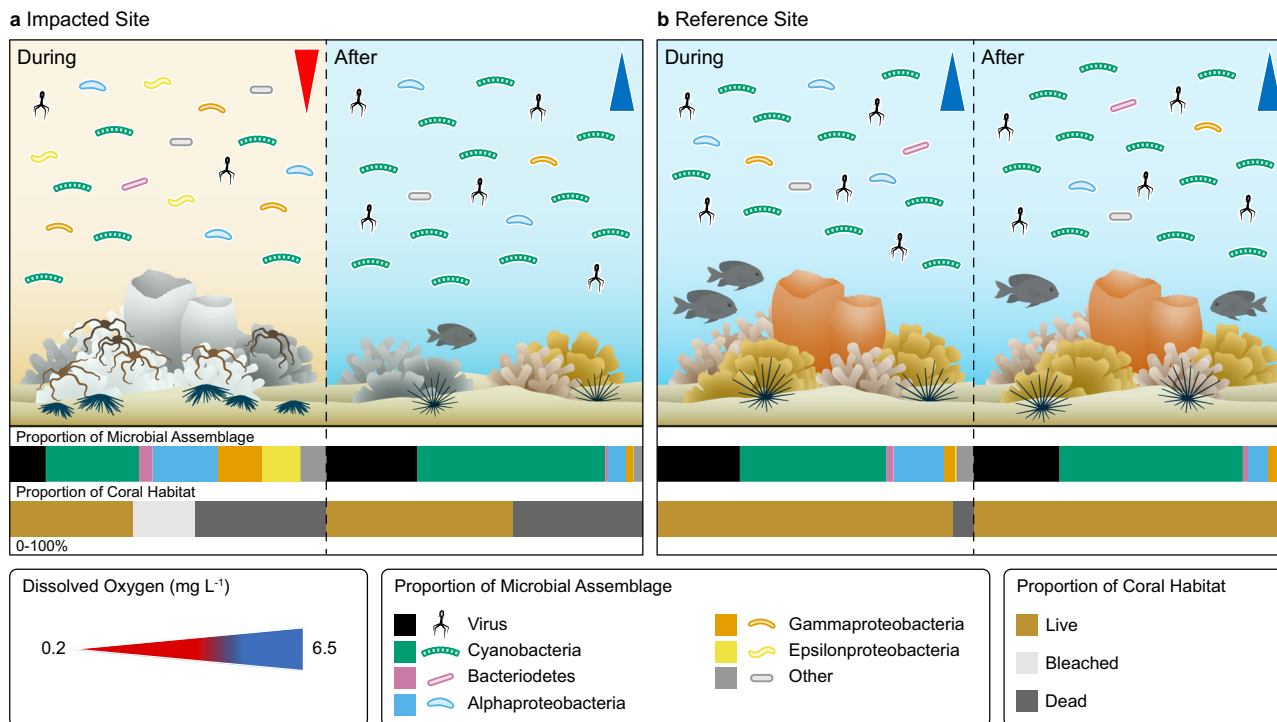 a Impacted Site
b Reference Site
During
After
During
After
Proportion of Microbial Assemblage
Proportion of Coral Habitat
0-100%
Dissolved Oxygen (mg L⁻¹)
0.2
6.5
Proportion of Microbial Assemblage
Virus
Cyanobacteria
Bacteriodetes
Alphaproteobacteria
Gammaproteobacteria
Epsilonproteobacteria
Other
Proportion of Coral Habitat
Live
Bleached
Dead